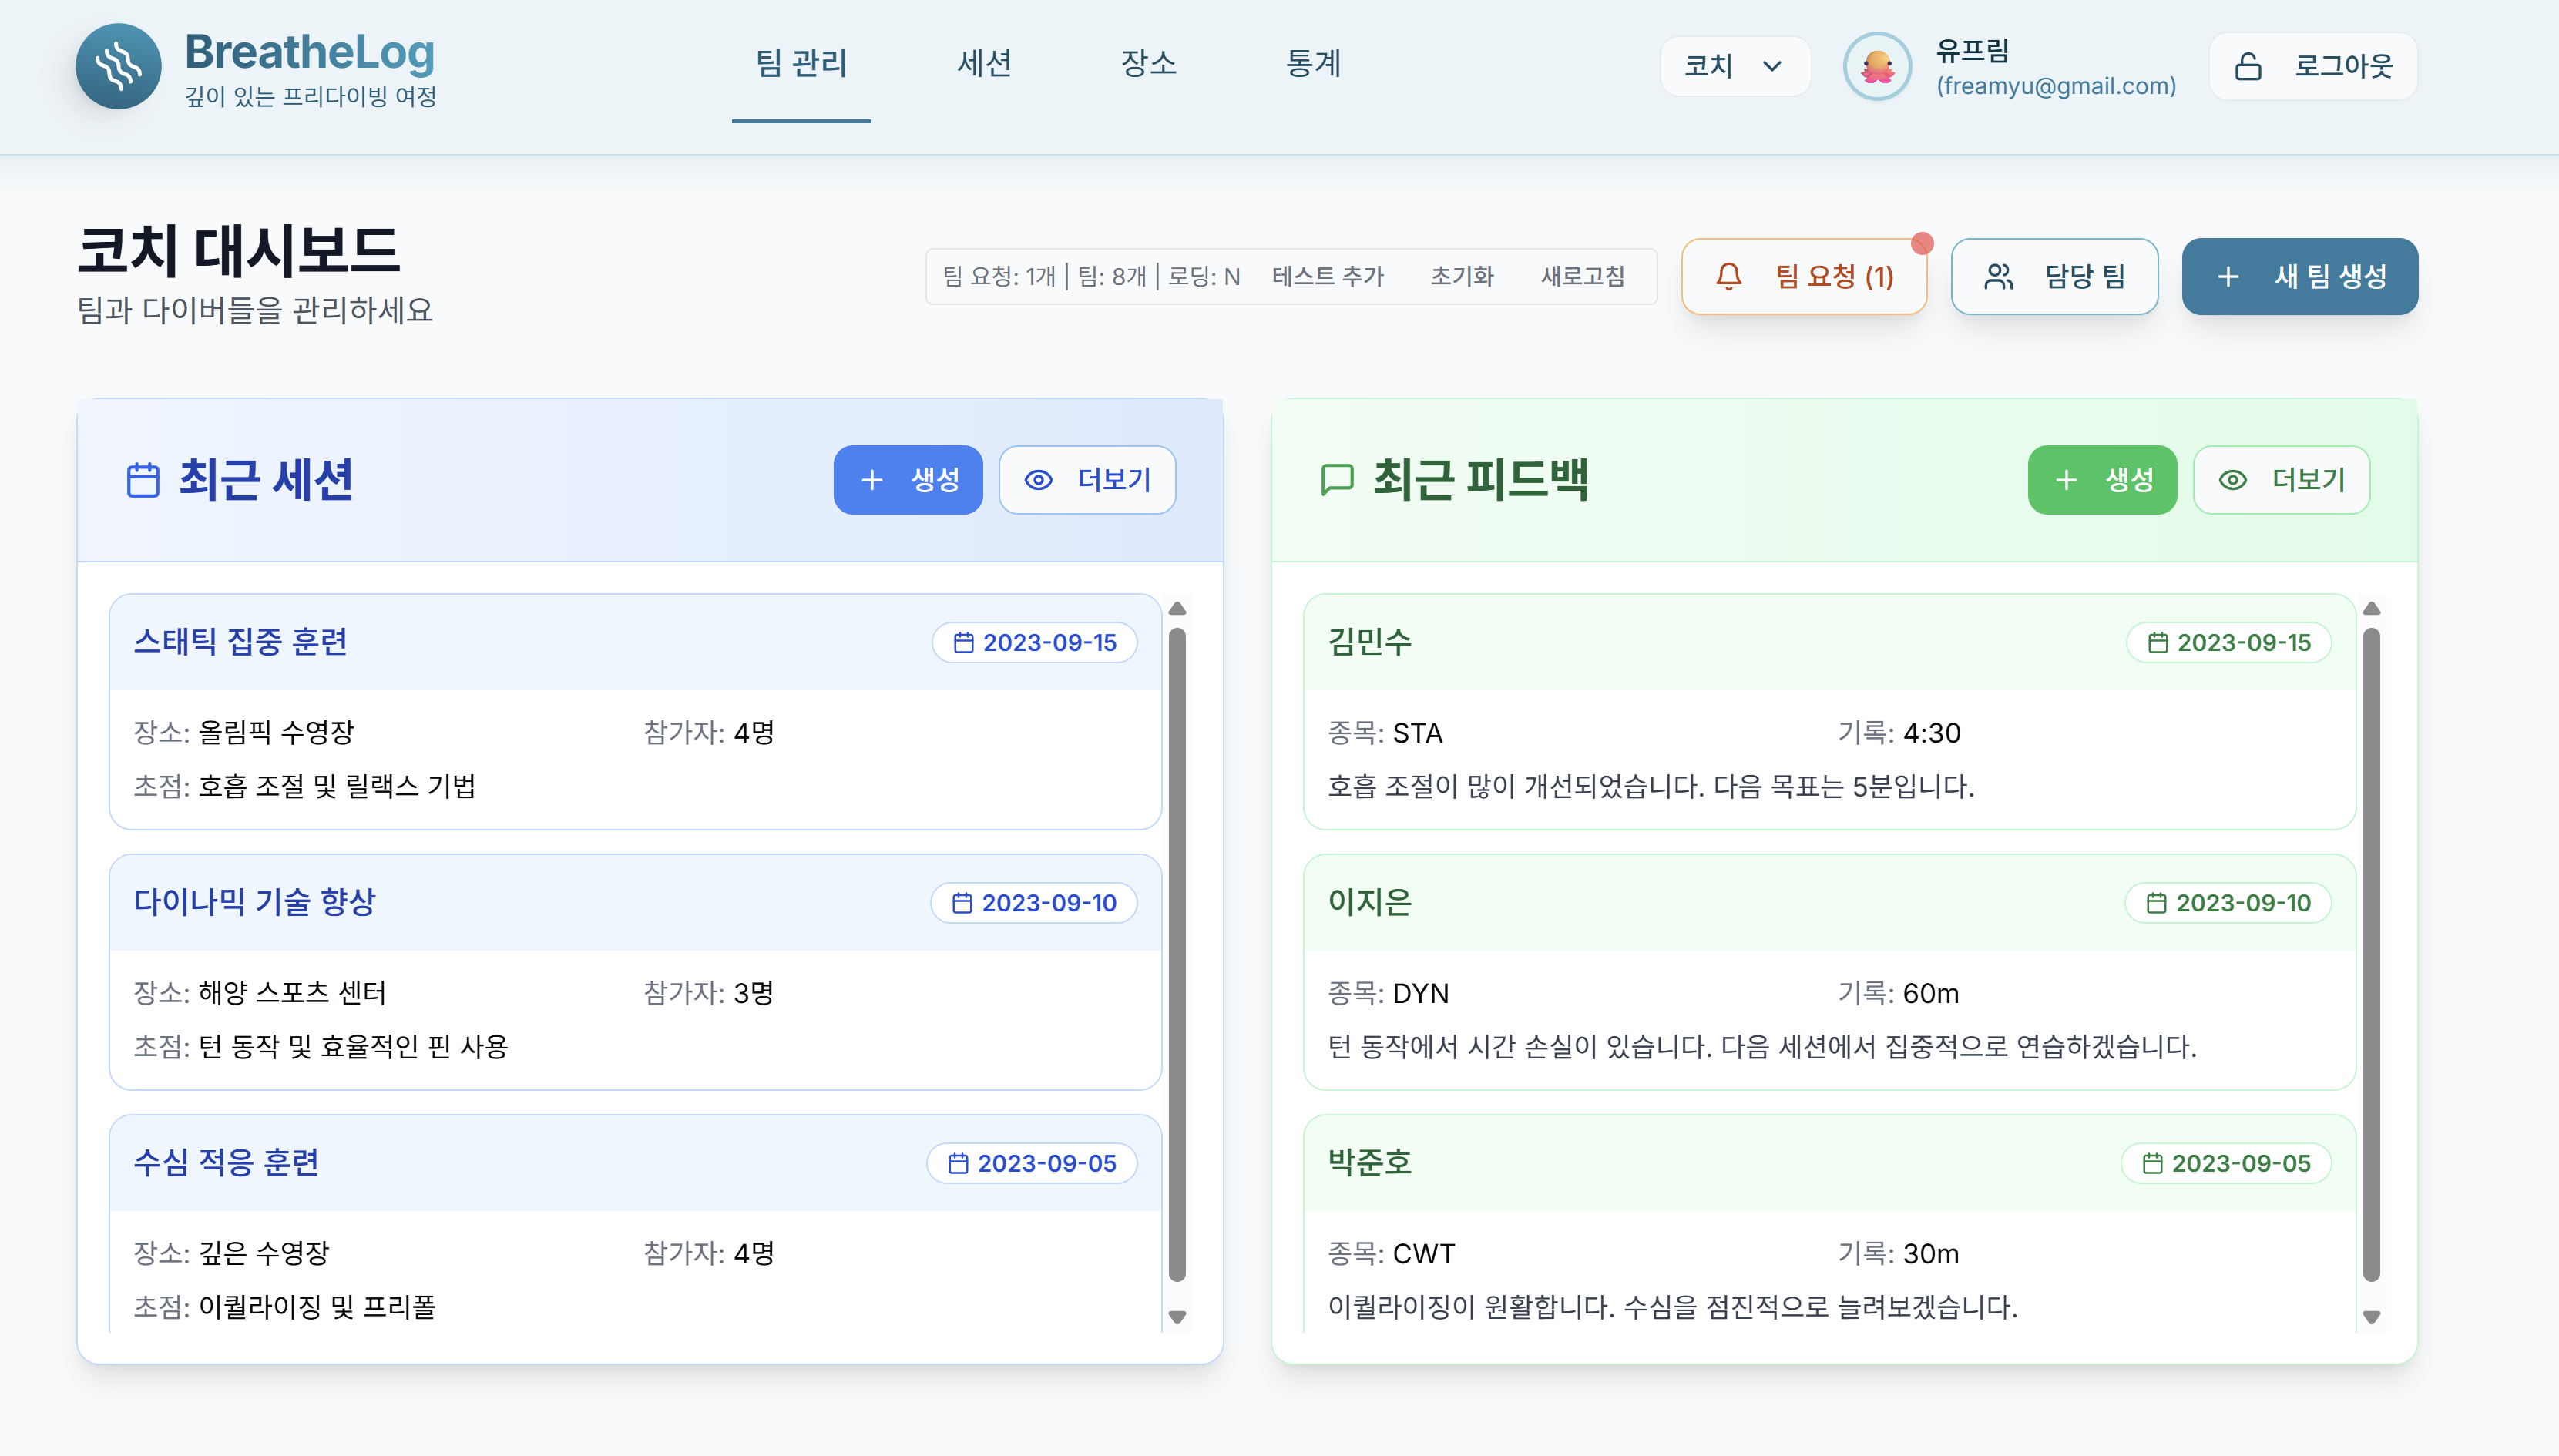 BreatheLog
깊이 있는 프리다이빙 여정
팀 관리
세션
장소
통계
코치
유프림
(freamyu@gmail.com)
로그아웃
코치 대시보드
팀과 다이버들을 관리하세요
팀 요청: 1개 | 팀: 8개 | 로딩: N
테스트 추가
초기화
새로고침
팀 요청 (1)
담당 팀
새 팀 생성
최근 세션
생성
더보기
스태틱 집중 훈련
2023-09-15
장소: 올림픽 수영장
참가자: 4명
초점: 호흡 조절 및 릴랙스 기법
다이나믹 기술 향상
2023-09-10
장소: 해양 스포츠 센터
참가자: 3명
초점: 턴 동작 및 효율적인 핀 사용
수심 적응 훈련
2023-09-05
장소: 깊은 수영장
참가자: 4명
초점: 이퀄라이징 및 프리폴
최근 피드백
생성
더보기
김민수
2023-09-15
종목: STA
기록: 4:30
호흡 조절이 많이 개선되었습니다. 다음 목표는 5분입니다.
이지은
2023-09-10
종목: DYN
기록: 60m
턴 동작에서 시간 손실이 있습니다. 다음 세션에서 집중적으로 연습하겠습니다.
박준호
2023-09-05
종목: CWT
기록: 30m
이퀄라이징이 원활합니다. 수심을 점진적으로 늘려보겠습니다.